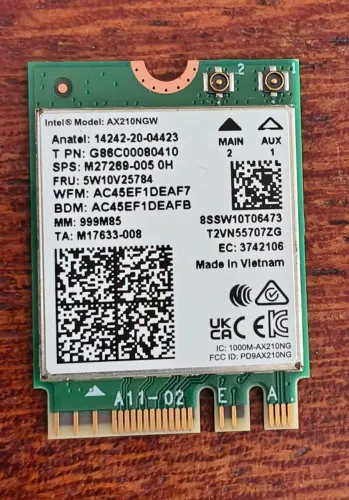 2 1
Intel® Model: AX210NGW
Anatel: 14242-20-04423
T PN: G86C00080410
SPS: M27269-005 0H
FRU: 5W10V25784
WFM: AC45EF1DEAF7
BDM: AC45EF1DEAFB
MM: 999M85
TA: M17633-008
MAIN AUX
2 1
8SSW10T06473
T2VN55707ZG
EC: 3742106
Made in Vietnam
UK CA CE
IC: 1000M-AX210NG
FCC ID: PD9AX210NG
A11-02 E A